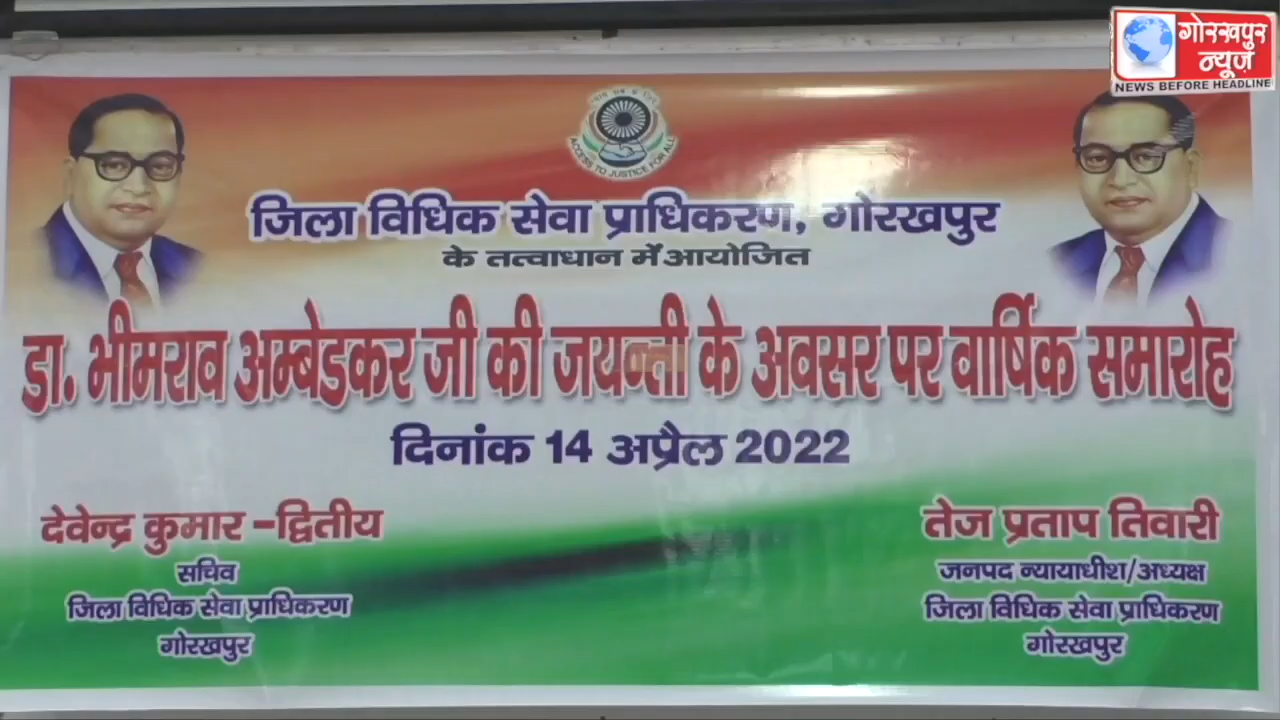 गोरखपुर
न्यूज़
NEWS BEFORE HEADLINE
ACCESS TO JUSTICE FOR ALL
जिला विधिक सेवा प्राधिकरण, गोरखपुर
के तत्वाधान में आयोजित
डा. भीमराव अम्बेडकर जी की जयन्ती के अवसर पर वार्षिक समारोह
दिनांक 14 अप्रैल 2022
देवेन्द्र कुमार -द्वितीय
सचिव
जिला विधिक सेवा प्राधिकरण
गोरखपुर
तेज प्रताप तिवारी
जनपद न्यायाधीश/अध्यक्ष
जिला विधिक सेवा प्राधिकरण
गोरखपुर